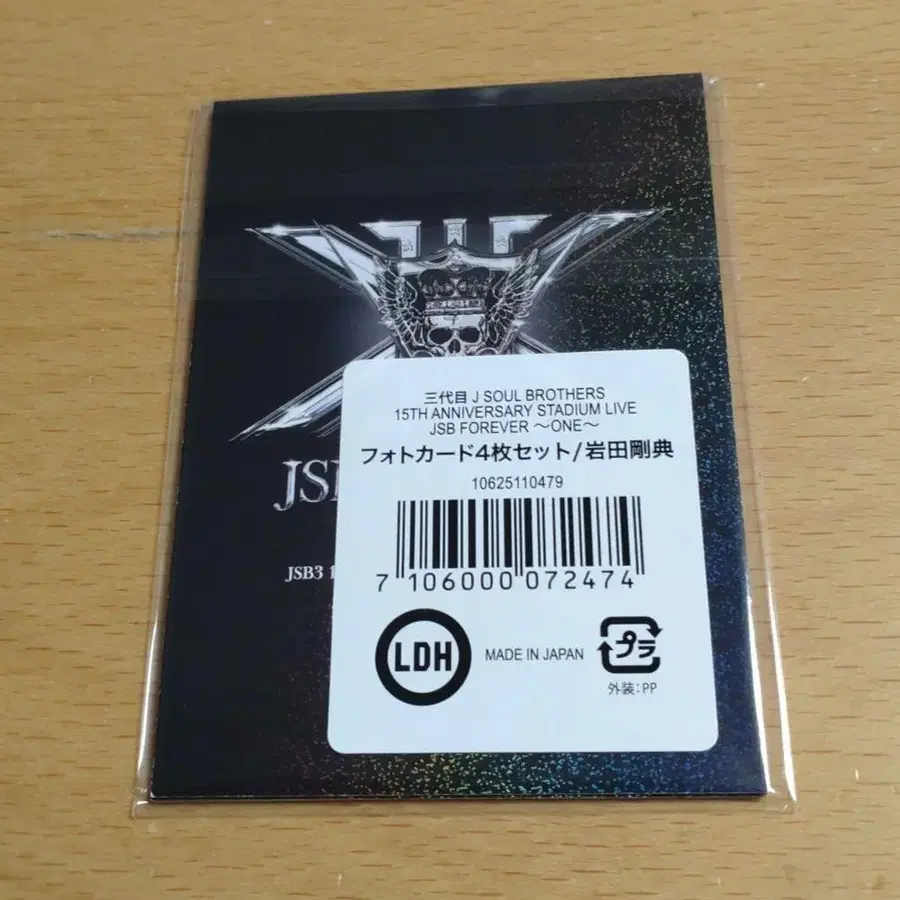 三代目 J SOUL BROTHERS
15TH ANNIVERSARY STADIUM LIVE
JSB FOREVER ～ONE～
フォトカード4枚セット/岩田剛典
10625110479
7 106000 072474
LDH
MADE IN JAPAN
プラ
外装:PP
JSB3